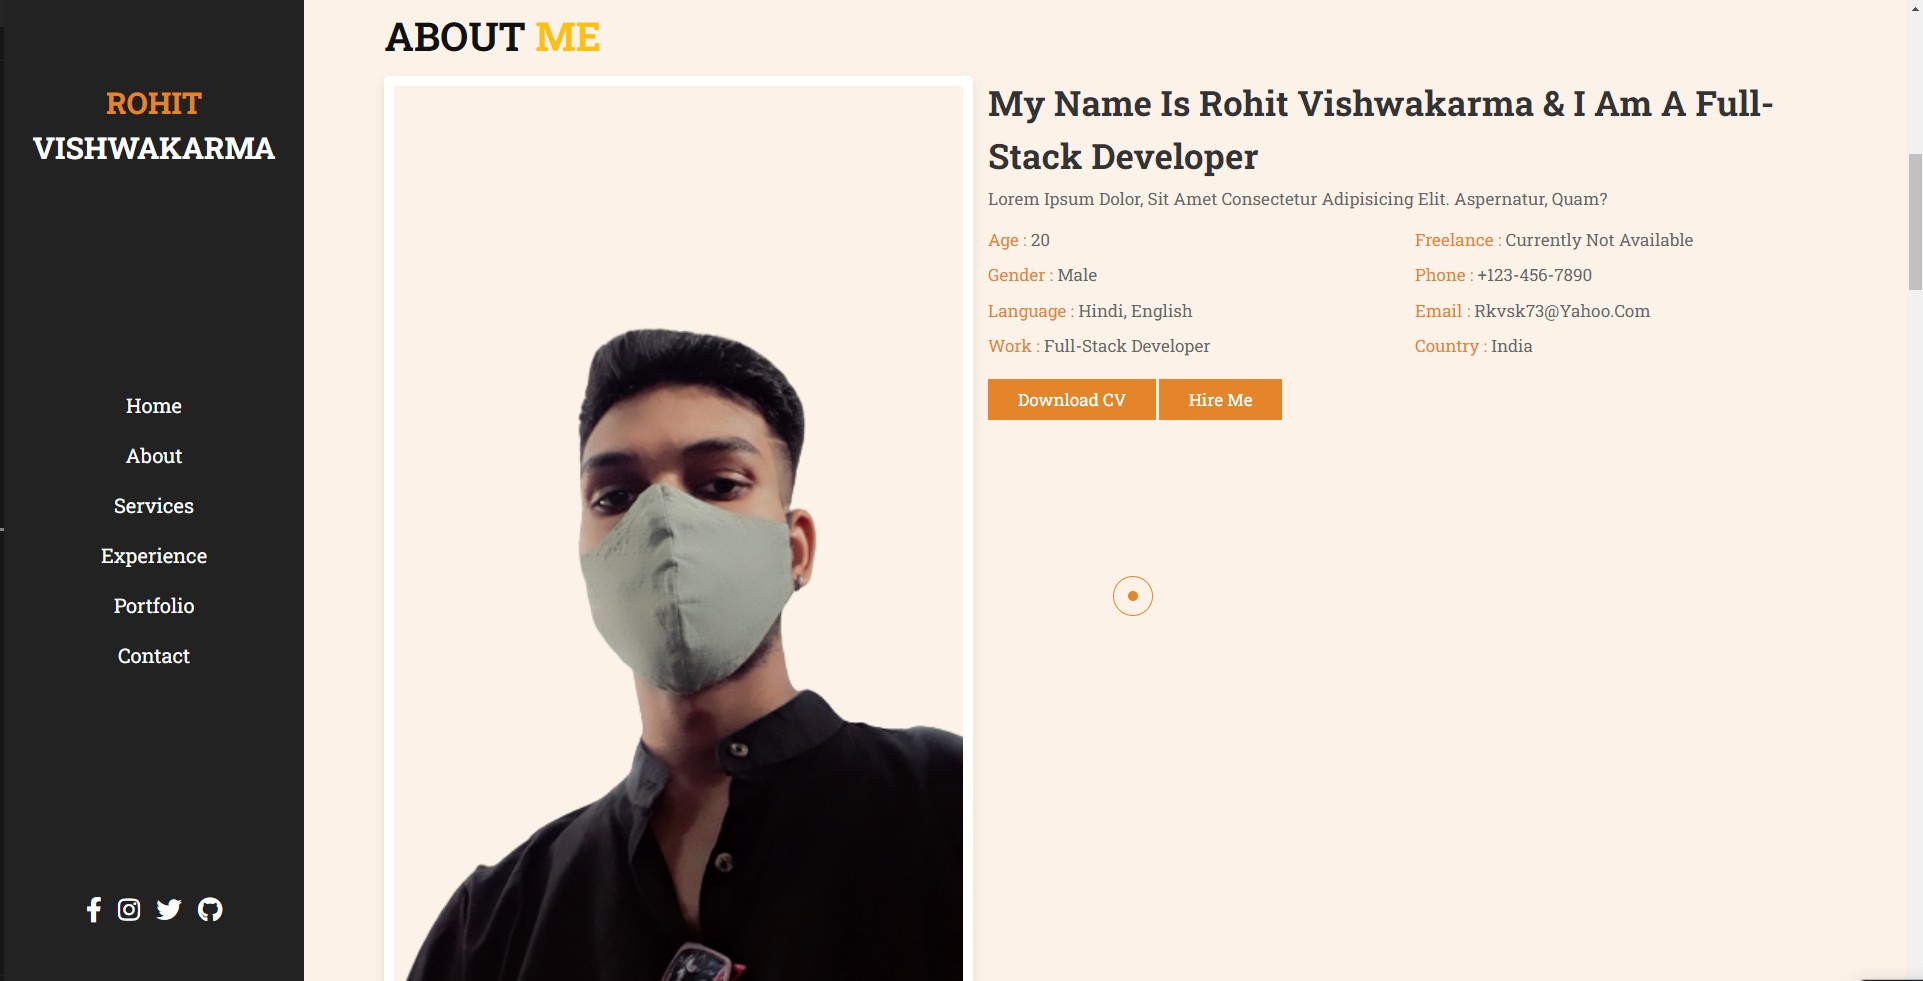 ROHIT
VISHWAKARMA
Home
About
Services
Experience
Portfolio
Contact
ABOUT ME
My Name Is Rohit Vishwakarma & I Am A Full-
Stack Developer
Lorem Ipsum Dolor, Sit Amet Consectetur Adipisicing Elit. Aspernatur, Quam?
Age : 20
Gender : Male
Language : Hindi, English
Work : Full-Stack Developer
Freelance : Currently Not Available
Phone : +123-456-7890
Email : Rkvsk73@Yahoo.Com
Country : India
Download CV
Hire Me